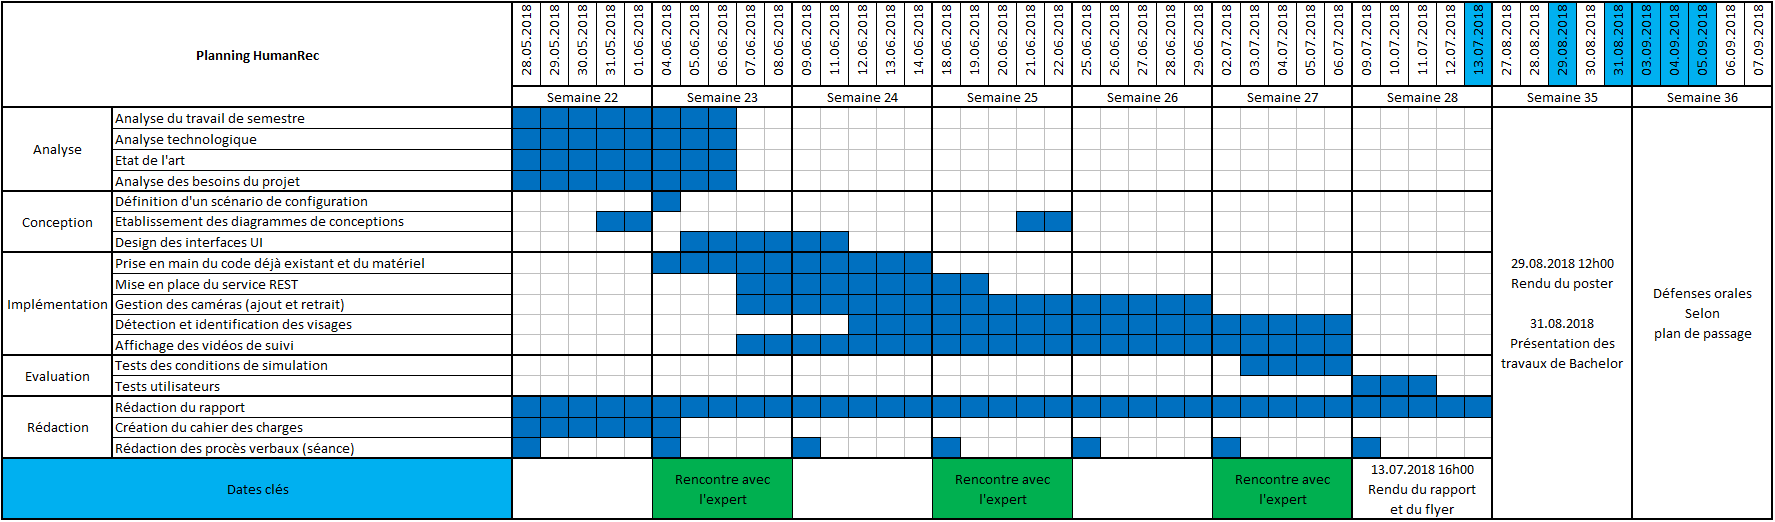 Planning HumanRec
28.05.2018
29.05.2018
30.05.2018
31.05.2018
01.06.2018
04.06.2018
05.06.2018
06.06.2018
07.06.2018
08.06.2018
09.06.2018
11.06.2018
12.06.2018
13.06.2018
14.06.2018
18.06.2018
19.06.2018
20.06.2018
21.06.2018
22.06.2018
25.06.2018
26.06.2018
27.06.2018
28.06.2018
29.06.2018
02.07.2018
03.07.2018
04.07.2018
05.07.2018
06.07.2018
09.07.2018
10.07.2018
11.07.2018
12.07.2018
13.07.2018
27.08.2018
28.08.2018
29.08.2018
30.08.2018
31.08.2018
03.09.2018
04.09.2018
05.09.2018
06.09.2018
07.09.2018
Semaine 22
Semaine 23
Semaine 24
Semaine 25
Semaine 26
Semaine 27
Semaine 28
Semaine 35
Semaine 36
Analyse
Analyse du travail de semestre
Analyse technologique
Etat de l'art
Analyse des besoins du projet
Conception
Définition d'un scénario de configuration
Etablissement des diagrammes de conceptions
Design des interfaces UI
Implémentation
Prise en main du code déjà existant et du matériel
Mise en place du service REST
Gestion des caméras (ajout et retrait)
Détection et identification des visages
Affichage des vidéos de suivi
Evaluation
Tests des conditions de simulation
Tests utilisateurs
Rédaction
Rédaction du rapport
Création du cahier des charges
Rédaction des procès verbaux (séance)
29.08.2018 12h00
Rendu du poster
31.08.2018
Présentation des
travaux de Bachelor
Défenses orales
Selon
plan de passage
Dates clés
Rencontre avec
l'expert
Rencontre avec
l'expert
Rencontre avec
l'expert
13.07.2018 16h00
Rendu du rapport
et du flyer